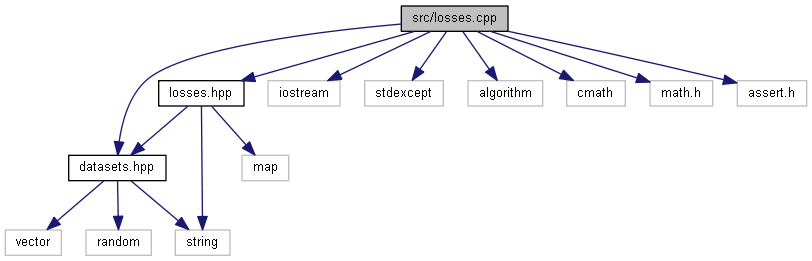 src/losses.cpp
losses.hpp
iostream
stdexcept
algorithm
cmath
math.h
assert.h
datasets.hpp
map
vector
random
string